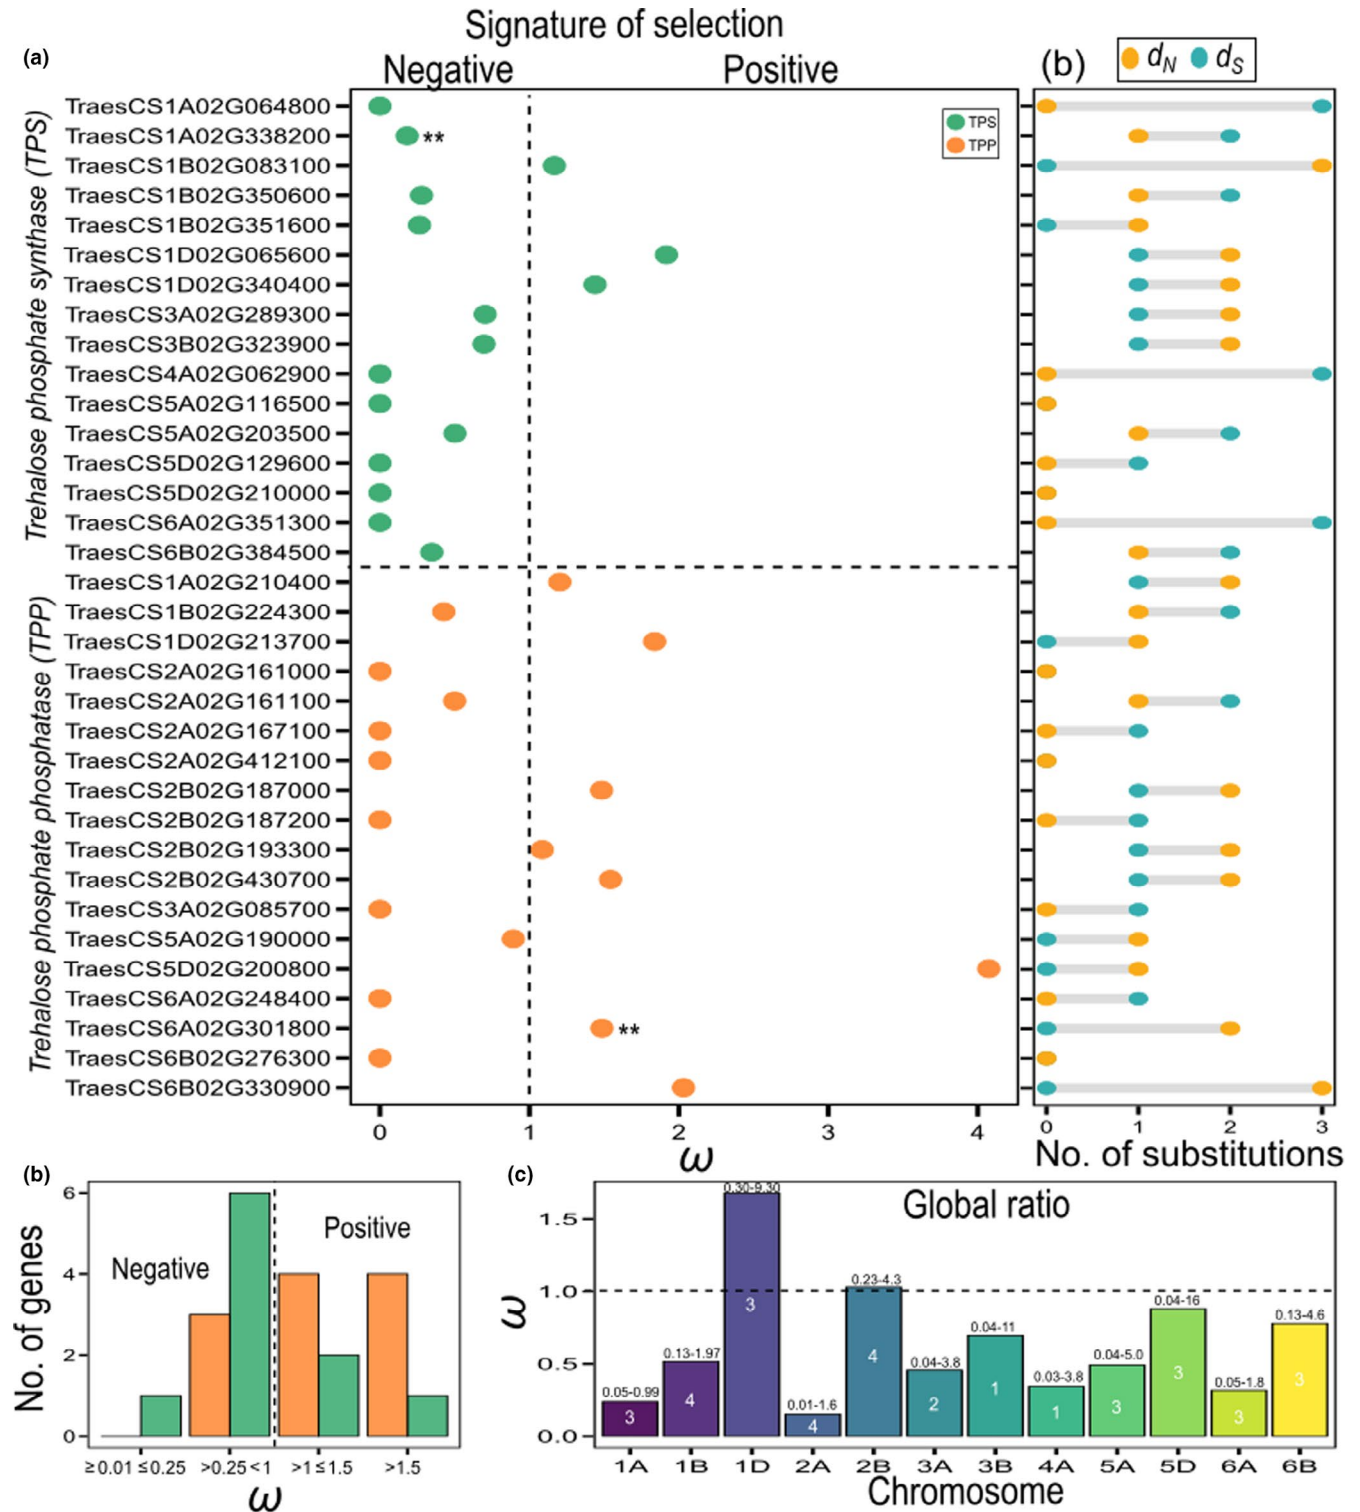 Signature of selection
(a)
Negative
Positive
(b)
dN dS
Trehalose phosphate synthase (TPS)
TraesCS1A02G064800
TraesCS1A02G338200
**
TraesCS1B02G083100
TraesCS1B02G350600
TraesCS1B02G351600
TraesCS1D02G065600
TraesCS1D02G340400
TraesCS3A02G289300
TraesCS3B02G323900
TraesCS4A02G062900
TraesCS5A02G116500
TraesCS5A02G203500
TraesCS5D02G129600
TraesCS5D02G210000
TraesCS6A02G351300
TraesCS6B02G384500
TPS
TPP
Trehalose phosphate phosphatase (TPP)
TraesCS1A02G210400
TraesCS1B02G224300
TraesCS1D02G213700
TraesCS2A02G161000
TraesCS2A02G161100
TraesCS2A02G167100
TraesCS2A02G412100
TraesCS2B02G187000
TraesCS2B02G187200
TraesCS2B02G193300
TraesCS2B02G430700
TraesCS3A02G085700
TraesCS5A02G190000
TraesCS5D02G200800
TraesCS6A02G248400
TraesCS6A02G301800
**
TraesCS6B02G276300
TraesCS6B02G330900
0 1 2 3 4
ω
0 1 2 3
No. of substitutions
(b)
No. of genes
6
4
2
0
Negative
Positive
≥0.01 ≤0.25 >0.25 <1 >1 ≤1.5 >1.5
ω
(c)
Global ratio
ω
1.5
1.0
0.5
0.0
0.05-0.99
0.13-1.97
0.30-9.30
0.01-1.6
0.23-4.3
0.04-3.8
0.04-11
0.03-3.8
0.04-5.0
0.04-16
0.05-1.8
0.13-4.6
3 4 3 4 4 2 1 1 3 3 3 3
1A 1B 1D 2A 2B 3A 3B 4A 5A 5D 6A 6B
Chromosome